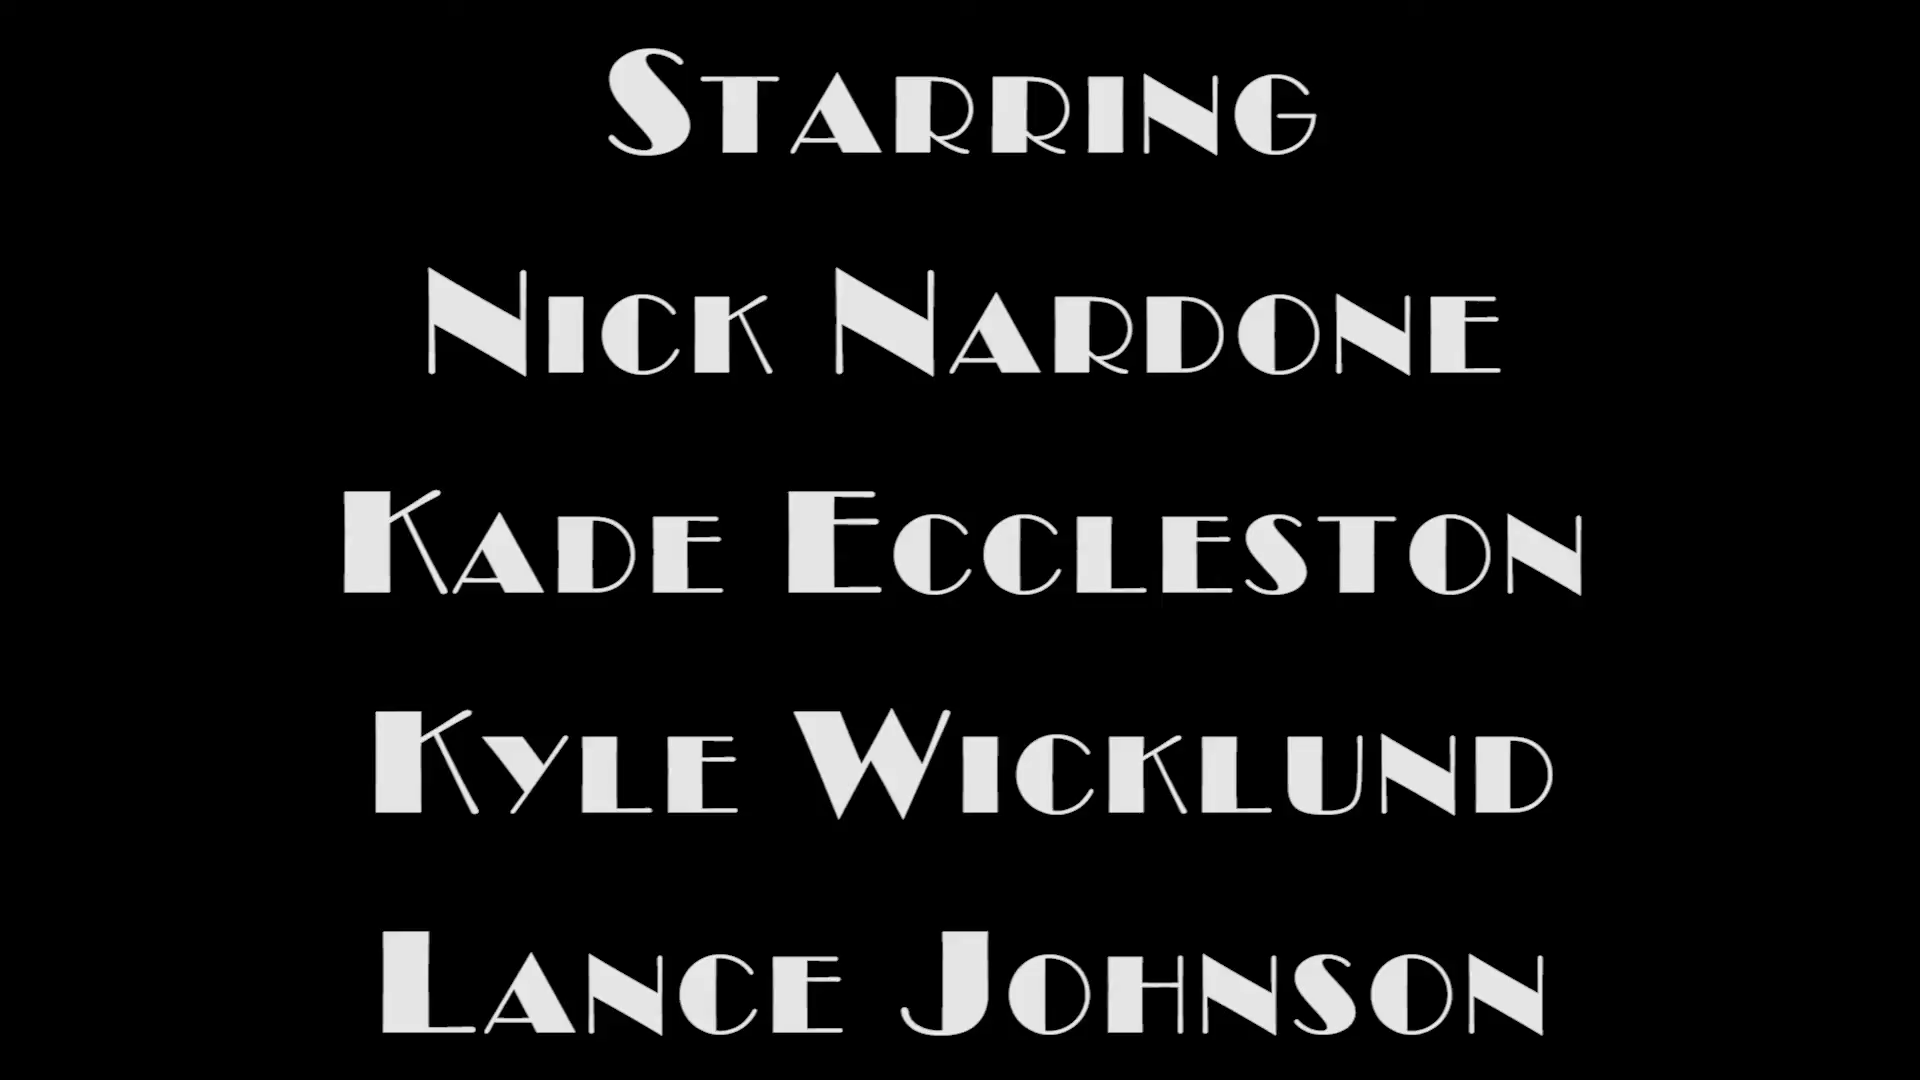 Starring
Nick Nardone
Kade Eccleston
Kyle Wicklund
Lance Johnson